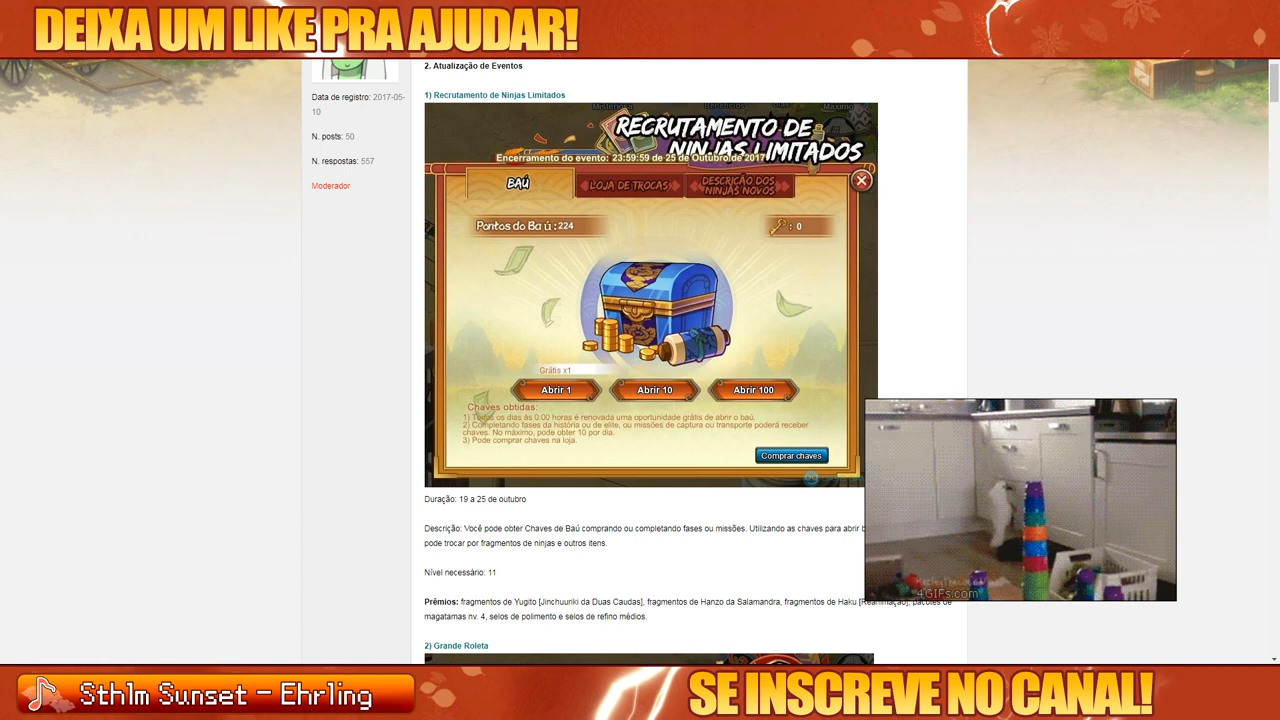 DEIXA UM LIKE PRA AJUDAR!
2. Atualização de Eventos
Data de registro: 2017-05-
10
N. posts: 50
N. respostas: 557
Moderador
1) Recrutamento de Ninjas Limitados
RECRUTAMENTO DE
NINJAS LIMITADOS
Encerramento do evento: 23:59:59 de 25 de Outubro de 2017
BAÚ
LOJA DE TROCAS
DESCRIÇÃO DOS
NINJAS NOVOS
Pontos do Baú: 224
: 0
Grátis x1
Abrir 1
Abrir 10
Abrir 100
Chaves obtidas:
1) Todos os dias às 0:00 horas é renovada uma oportunidade grátis de abrir o baú.
2) Completando fases da história ou de elite, ou missões de captura ou transporte poderá receber
chaves. No máximo, pode obter 10 por dia.
3) Pode comprar chaves na loja.
Comprar chaves
Duração: 19 a 25 de outubro
Descrição: Você pode obter Chaves de Baú comprando ou completando fases ou missões. Utilizando as chaves para abrir
pode trocar por fragmentos de ninjas e outros itens.
Nível necessário: 11
Prêmios: fragmentos de Yugito [Jinchuuriki da Duas Caudas], fragmentos de Hanzo da Salamandra, fragmentos de Haku [Reanimação], pacotes de
magatamas nv. 4, selos de polimento e selos de refino médios.
4GIFs.com
2) Grande Roleta
Sthlm Sunset - Ehrling
SE INSCREVE NO CANAL!